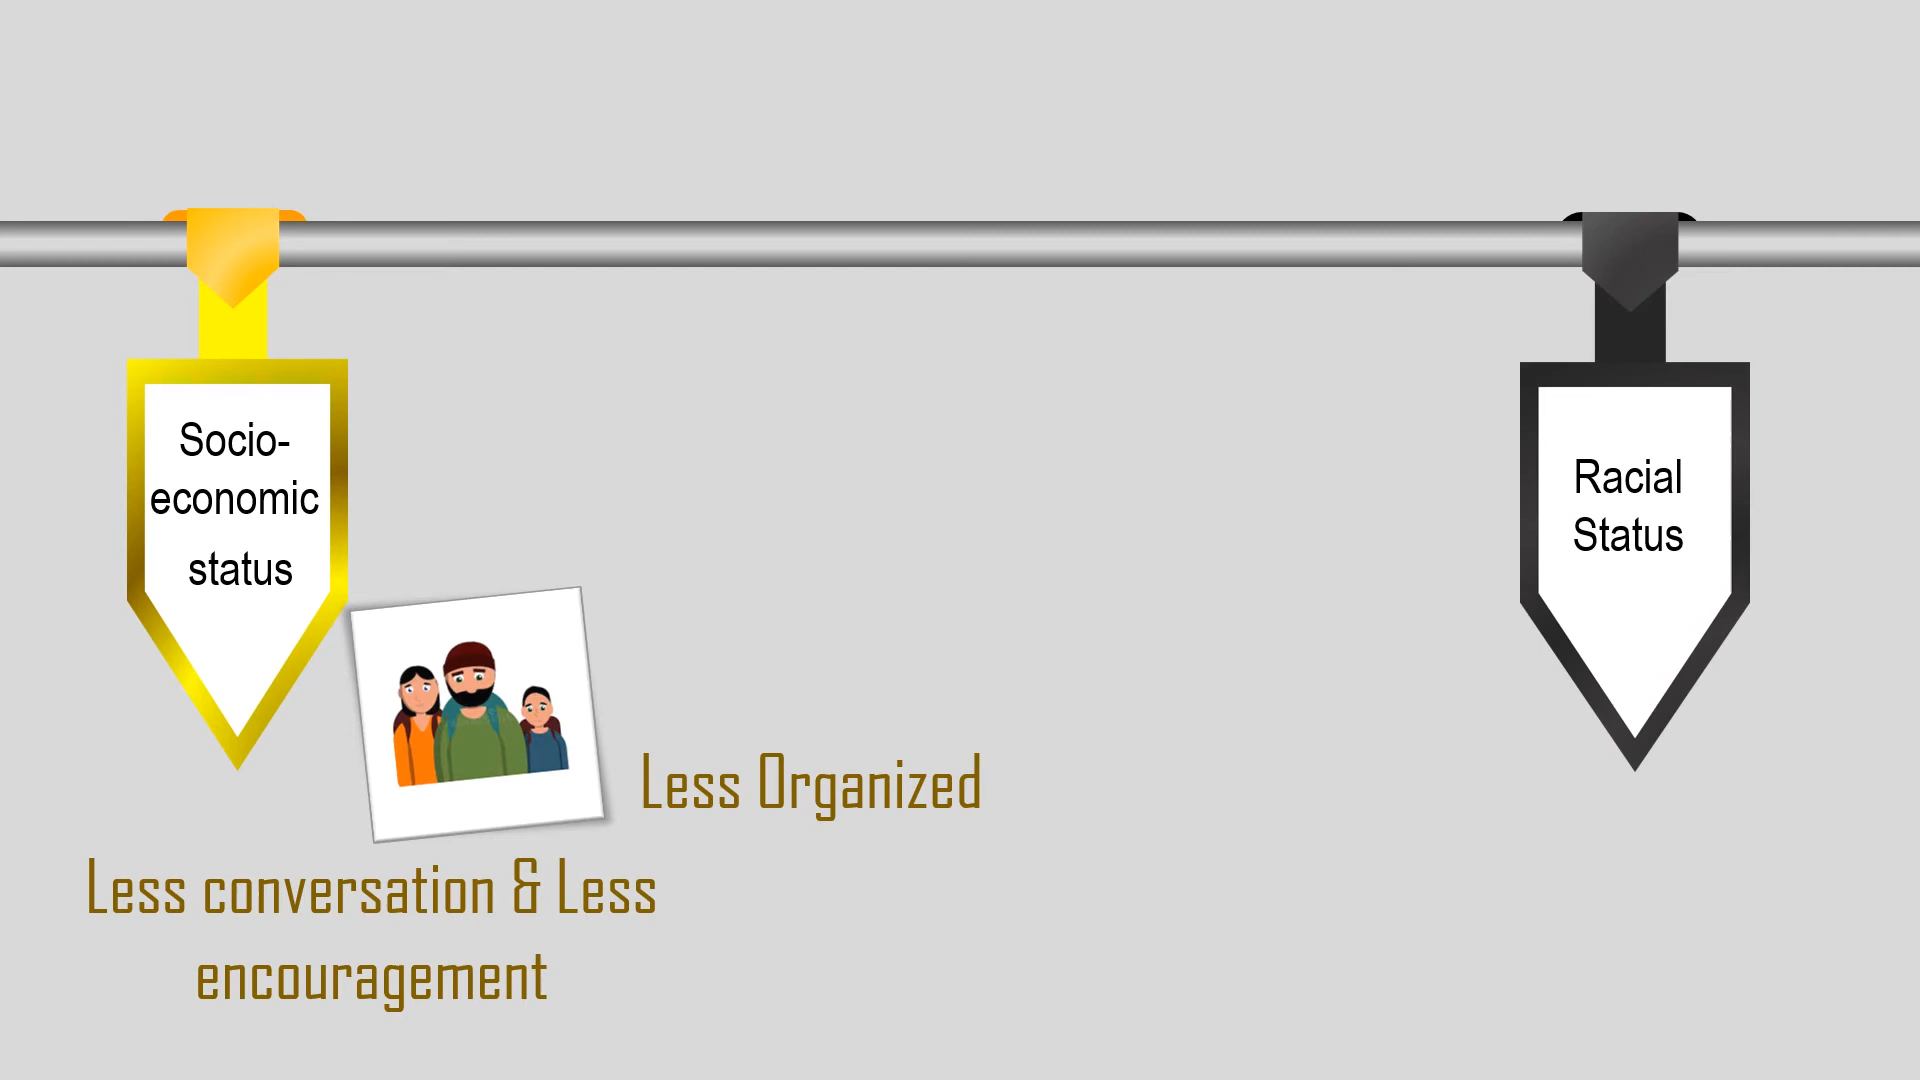 Socio-
economic
status
Racial
Status
Less Organized
Less conversation & Less
encouragement